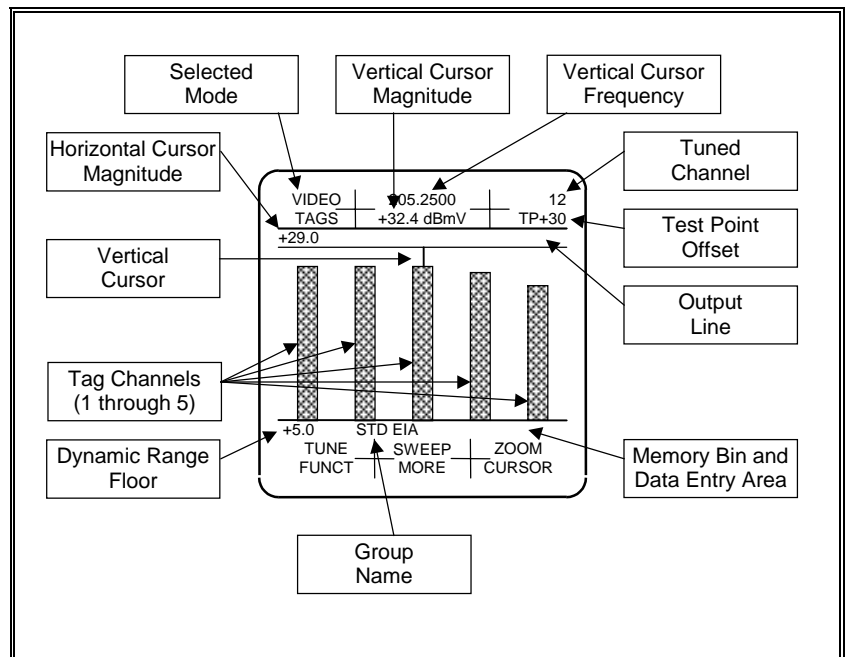 Selected
Mode
Vertical Cursor
Magnitude
Vertical Cursor
Frequency
Horizontal Cursor
Magnitude
Tuned
Channel
VIDEO
TAGS
05.2500
+32.4 dBmV
12
TP+30
Test Point
Offset
+29.0
Vertical
Cursor
Output
Line
Tag Channels
(1 through 5)
+5.0 STD EIA
TUNE SWEEP ZOOM
FUNCT MORE CURSOR
Dynamic Range
Floor
Memory Bin and
Data Entry Area
Group
Name